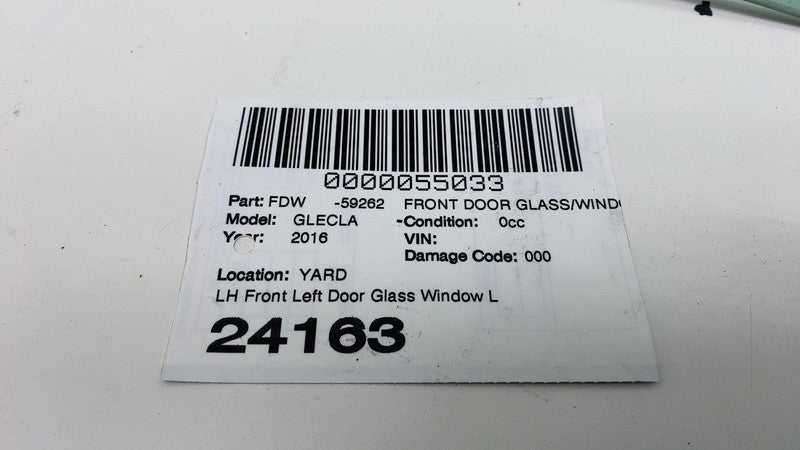 0000055033
Part: FDW -59262 FRONT DOOR GLASS/WINDO
Model: GLECLA -Condition: 0cc
Year: 2016 VIN:
Damage Code: 000
Location: YARD
LH Front Left Door Glass Window L
24163